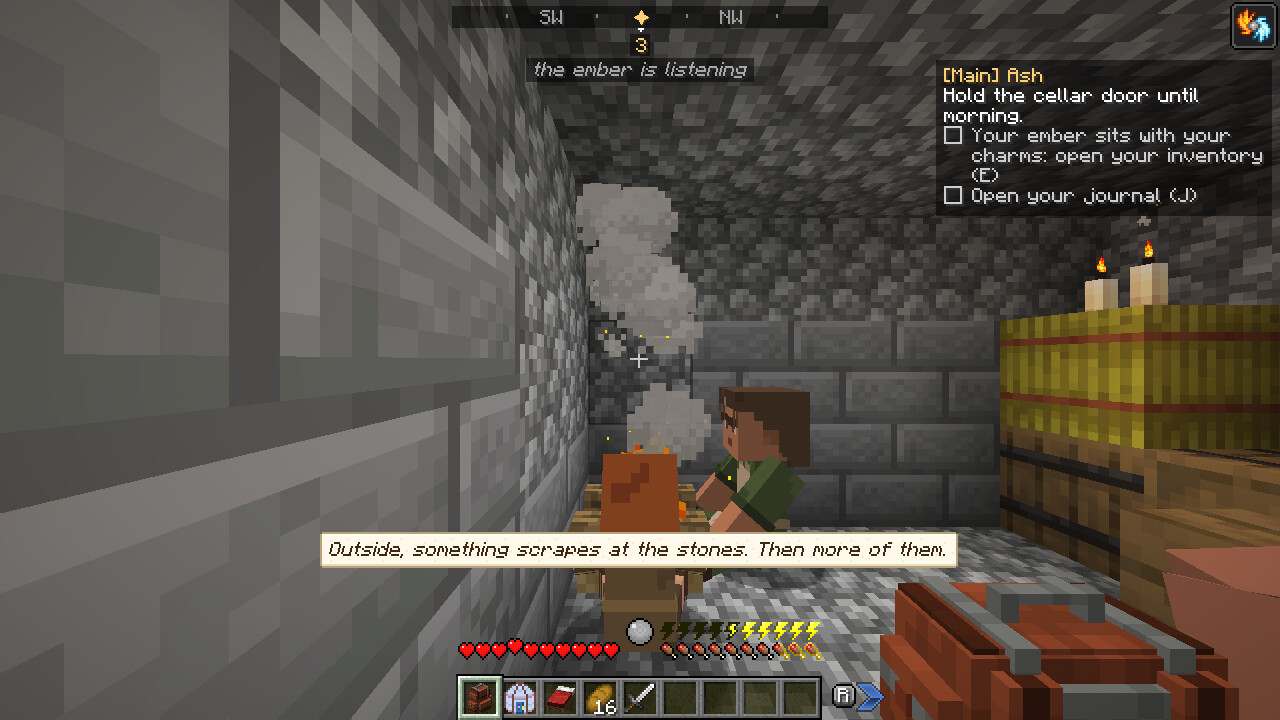 SW
NW
3
the ember is listening
[Main] Ash
Hold the cellar door until
morning.
Your ember sits with your
charms: open your inventory
(E)
Open your journal (J)
Outside, something scrapes at the stones. Then more of them.
16
R